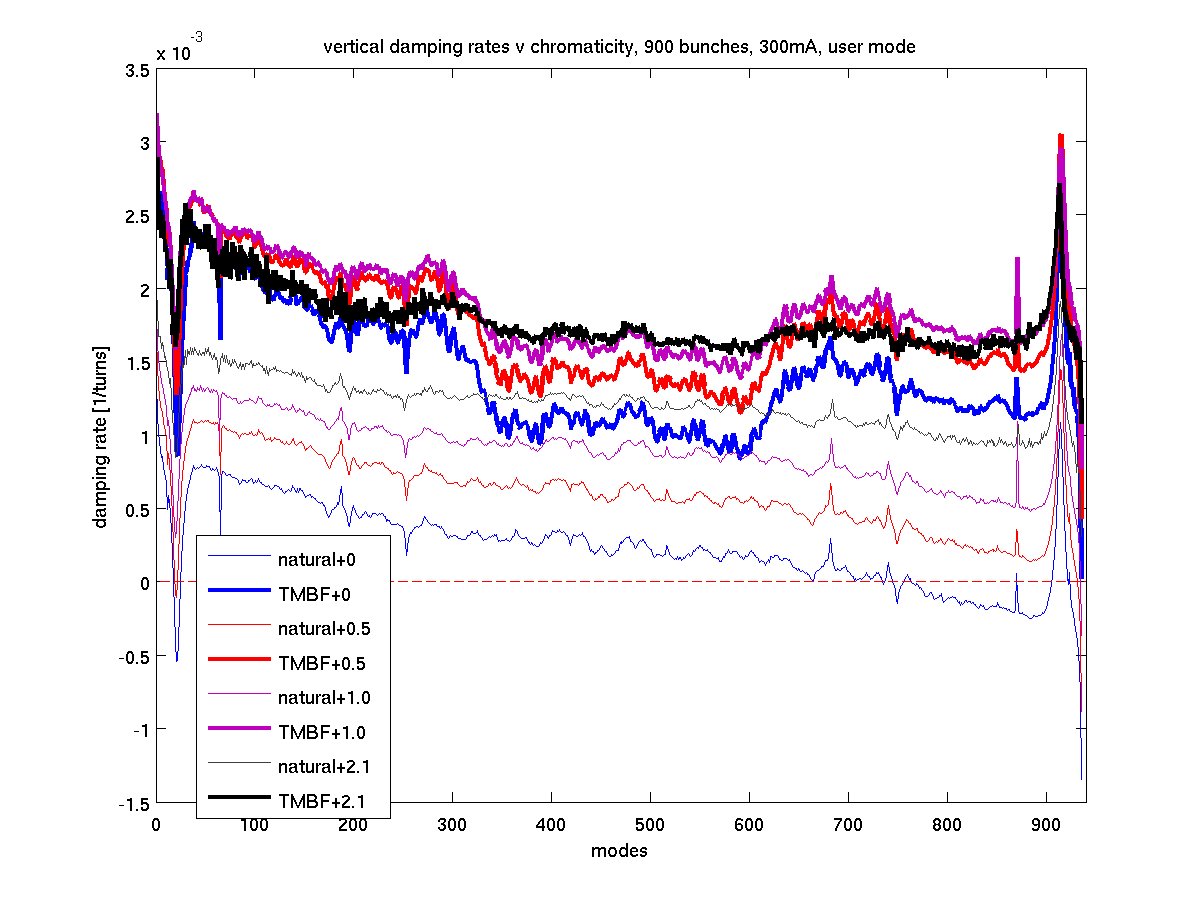 x 10
-3
vertical damping rates v chromaticity, 900 bunches, 300mA, user mode
3.5
3
2.5
2
1.5
1
0.5
0
-0.5
-1
-1.5
damping rate [1/turns]
natural+0
TMBF+0
natural+0.5
TMBF+0.5
natural+1.0
TMBF+1.0
natural+2.1
TMBF+2.1
0 100 200 300 400 500 600 700 800 900
modes